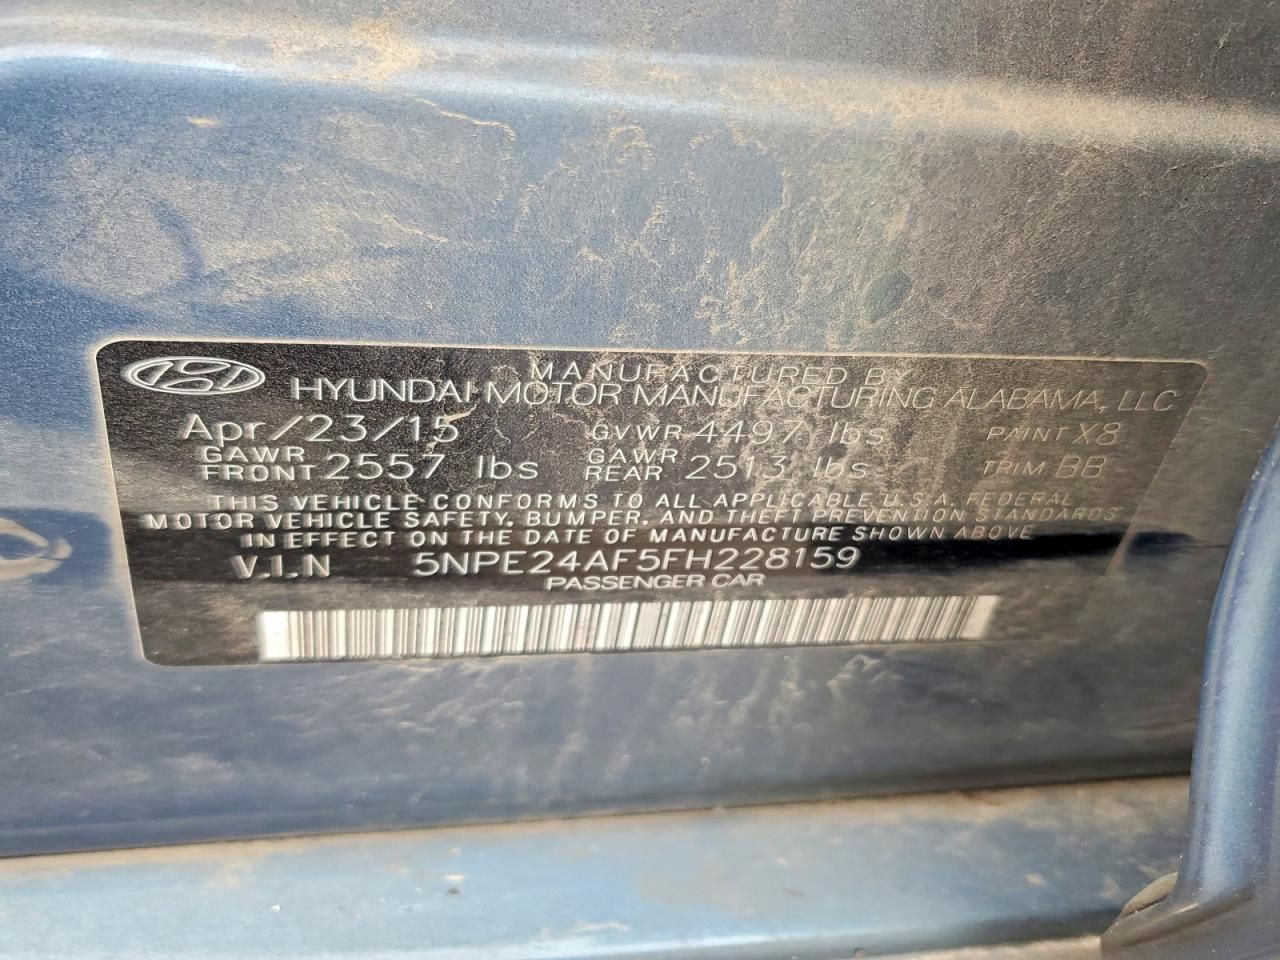 MANUFACTURED BY
HYUNDAI MOTOR MANUFACTURING ALABAMA, LLC
Apr/23/15 GVWR 4497 lbs PAINT X8
GAWR FRONT 2557 lbs GAWR REAR 2513 lbs TRIM BB
THIS VEHICLE CONFORMS TO ALL APPLICABLE U.S.A. FEDERAL
MOTOR VEHICLE SAFETY, BUMPER, AND THEFT PREVENTION STANDARDS
IN EFFECT ON THE DATE OF MANUFACTURE SHOWN ABOVE
V.I.N 5NPE24AF5FH228159
PASSENGER CAR